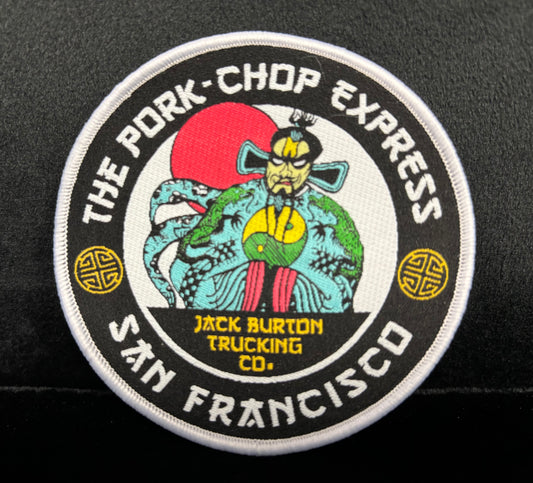 THE PORK-CHOP EXPRESS
JACK BURTON
TRUCKING
CO.
SAN FRANCISCO